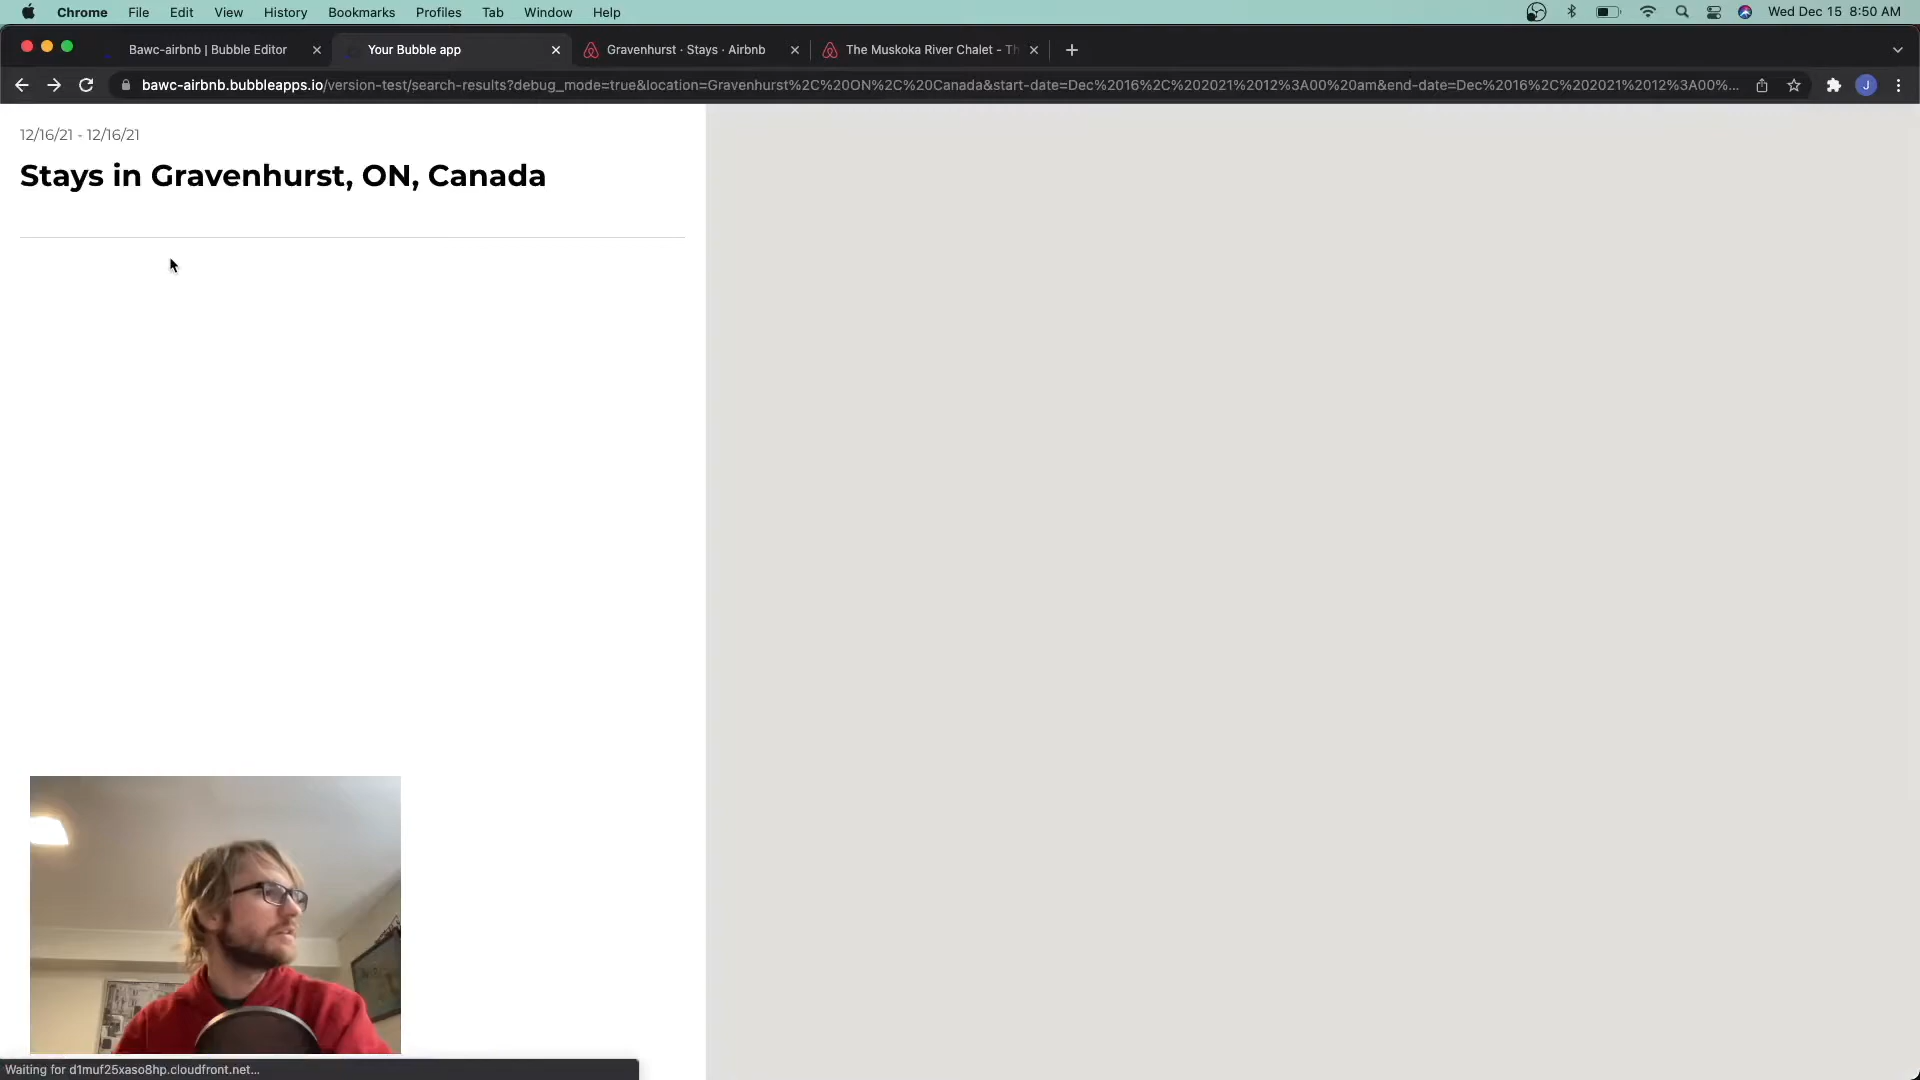 Chrome File Edit View History Bookmarks Profiles Tab Window Help Wed Dec 15 8:50 AM
Bawc-airbnb | Bubble Editor Your Bubble app Gravenhurst · Stays · Airbnb The Muskoka River Chalet - Th
bawc-airbnb.bubbleapps.io/version-test/search-results?debug_mode=true&location=Gravenhurst%2C%20ON%2C%20Canada&start-date=Dec%2016%2C%202021%2012%3A00%20am&end-date=Dec%2016%2C%202021%2012%3A00%... J
12/16/21 - 12/16/21
Stays in Gravenhurst, ON, Canada
Waiting for d1muf25xaso8hp.cloudfront.net...